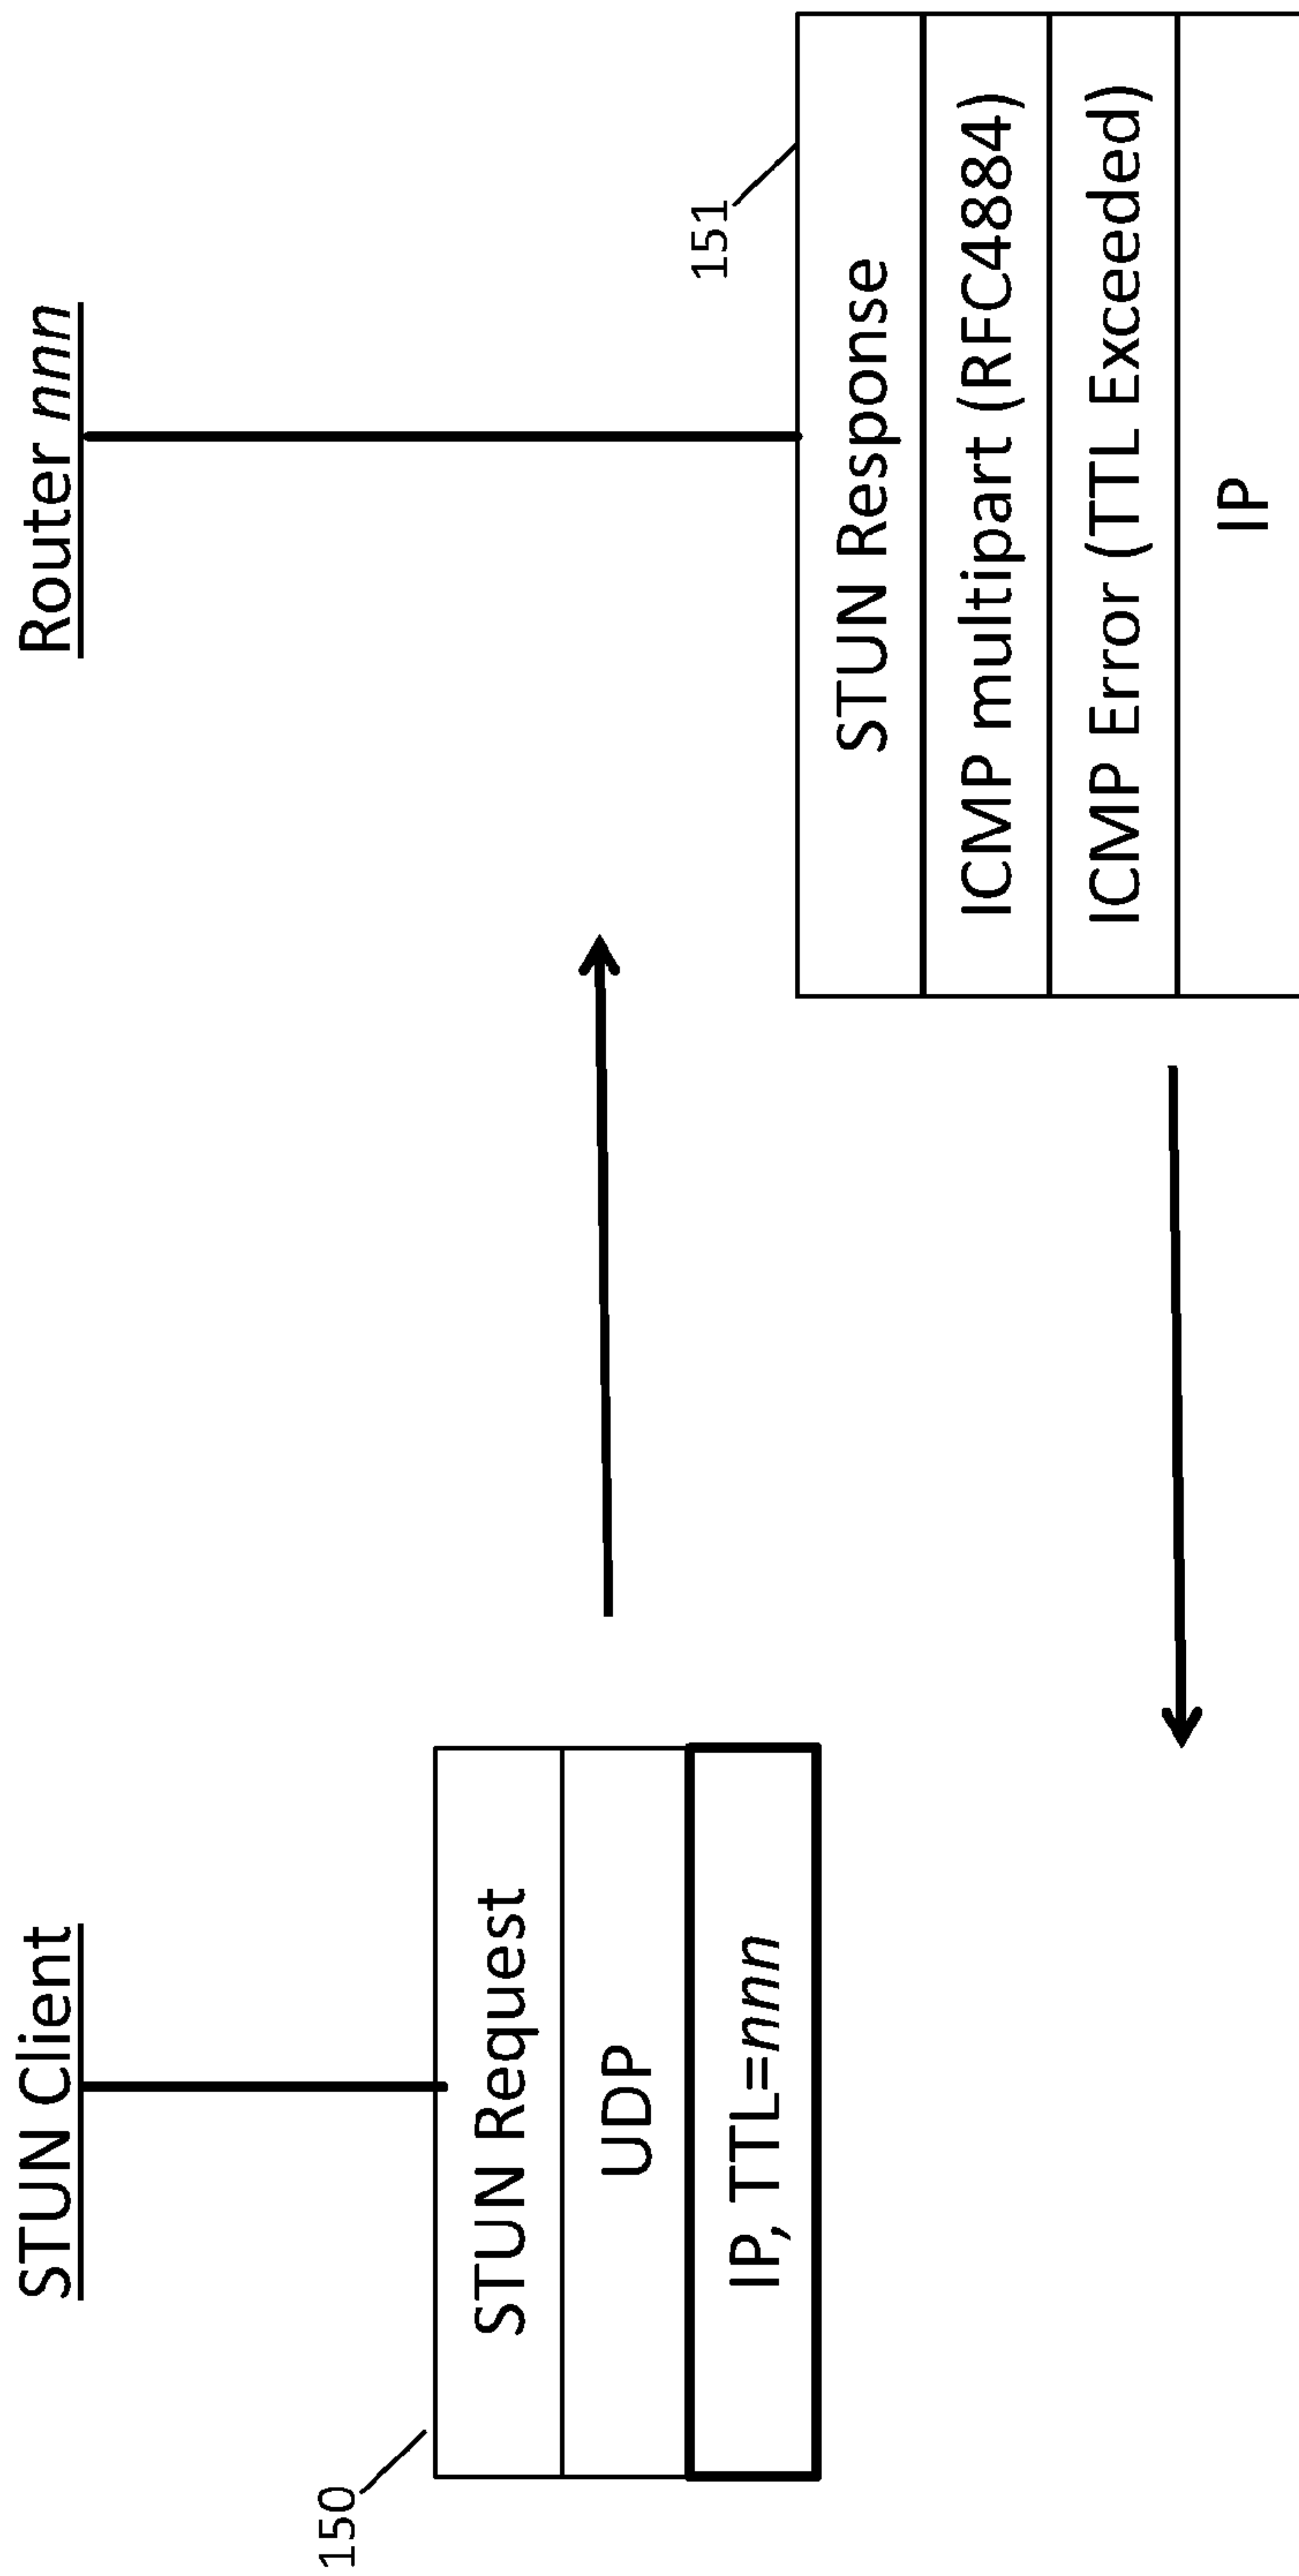 STUN Client
Router nnn
150
STUN Request
UDP
IP, TTL=nnn
151
STUN Response
ICMP multipart (RFC4884)
ICMP Error (TTL Exceeded)
IP